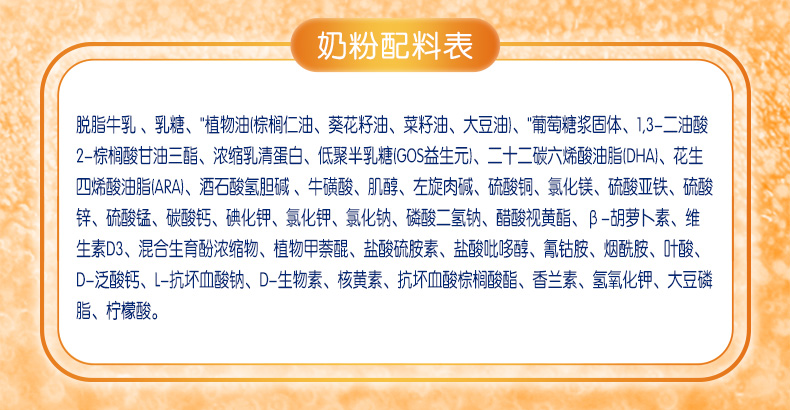 奶粉配料表
脱脂牛乳 、乳糖、"植物油(棕榈仁油、葵花籽油、菜籽油、大豆油)、"葡萄糖浆固体、1,3-二油酸
2-棕榈酸甘油三酯、浓缩乳清蛋白、低聚半乳糖(GOS益生元)、二十二碳六烯酸油脂(DHA)、花生
四烯酸油脂(ARA)、酒石酸氢胆碱 、牛磺酸、肌醇、左旋肉碱、硫酸铜、氯化镁、硫酸亚铁、硫酸
锌、硫酸锰、碳酸钙、碘化钾、氯化钾、氯化钠、磷酸二氢钠、醋酸视黄酯、β-胡萝卜素、维
生素D3、混合生育酚浓缩物、植物甲萘醌、盐酸硫胺素、盐酸吡哆醇、氰钴胺、烟酰胺、叶酸、
D-泛酸钙、L-抗坏血酸钠、D-生物素、核黄素、抗坏血酸棕榈酸酯、香兰素、氢氧化钾、大豆磷
脂、柠檬酸。